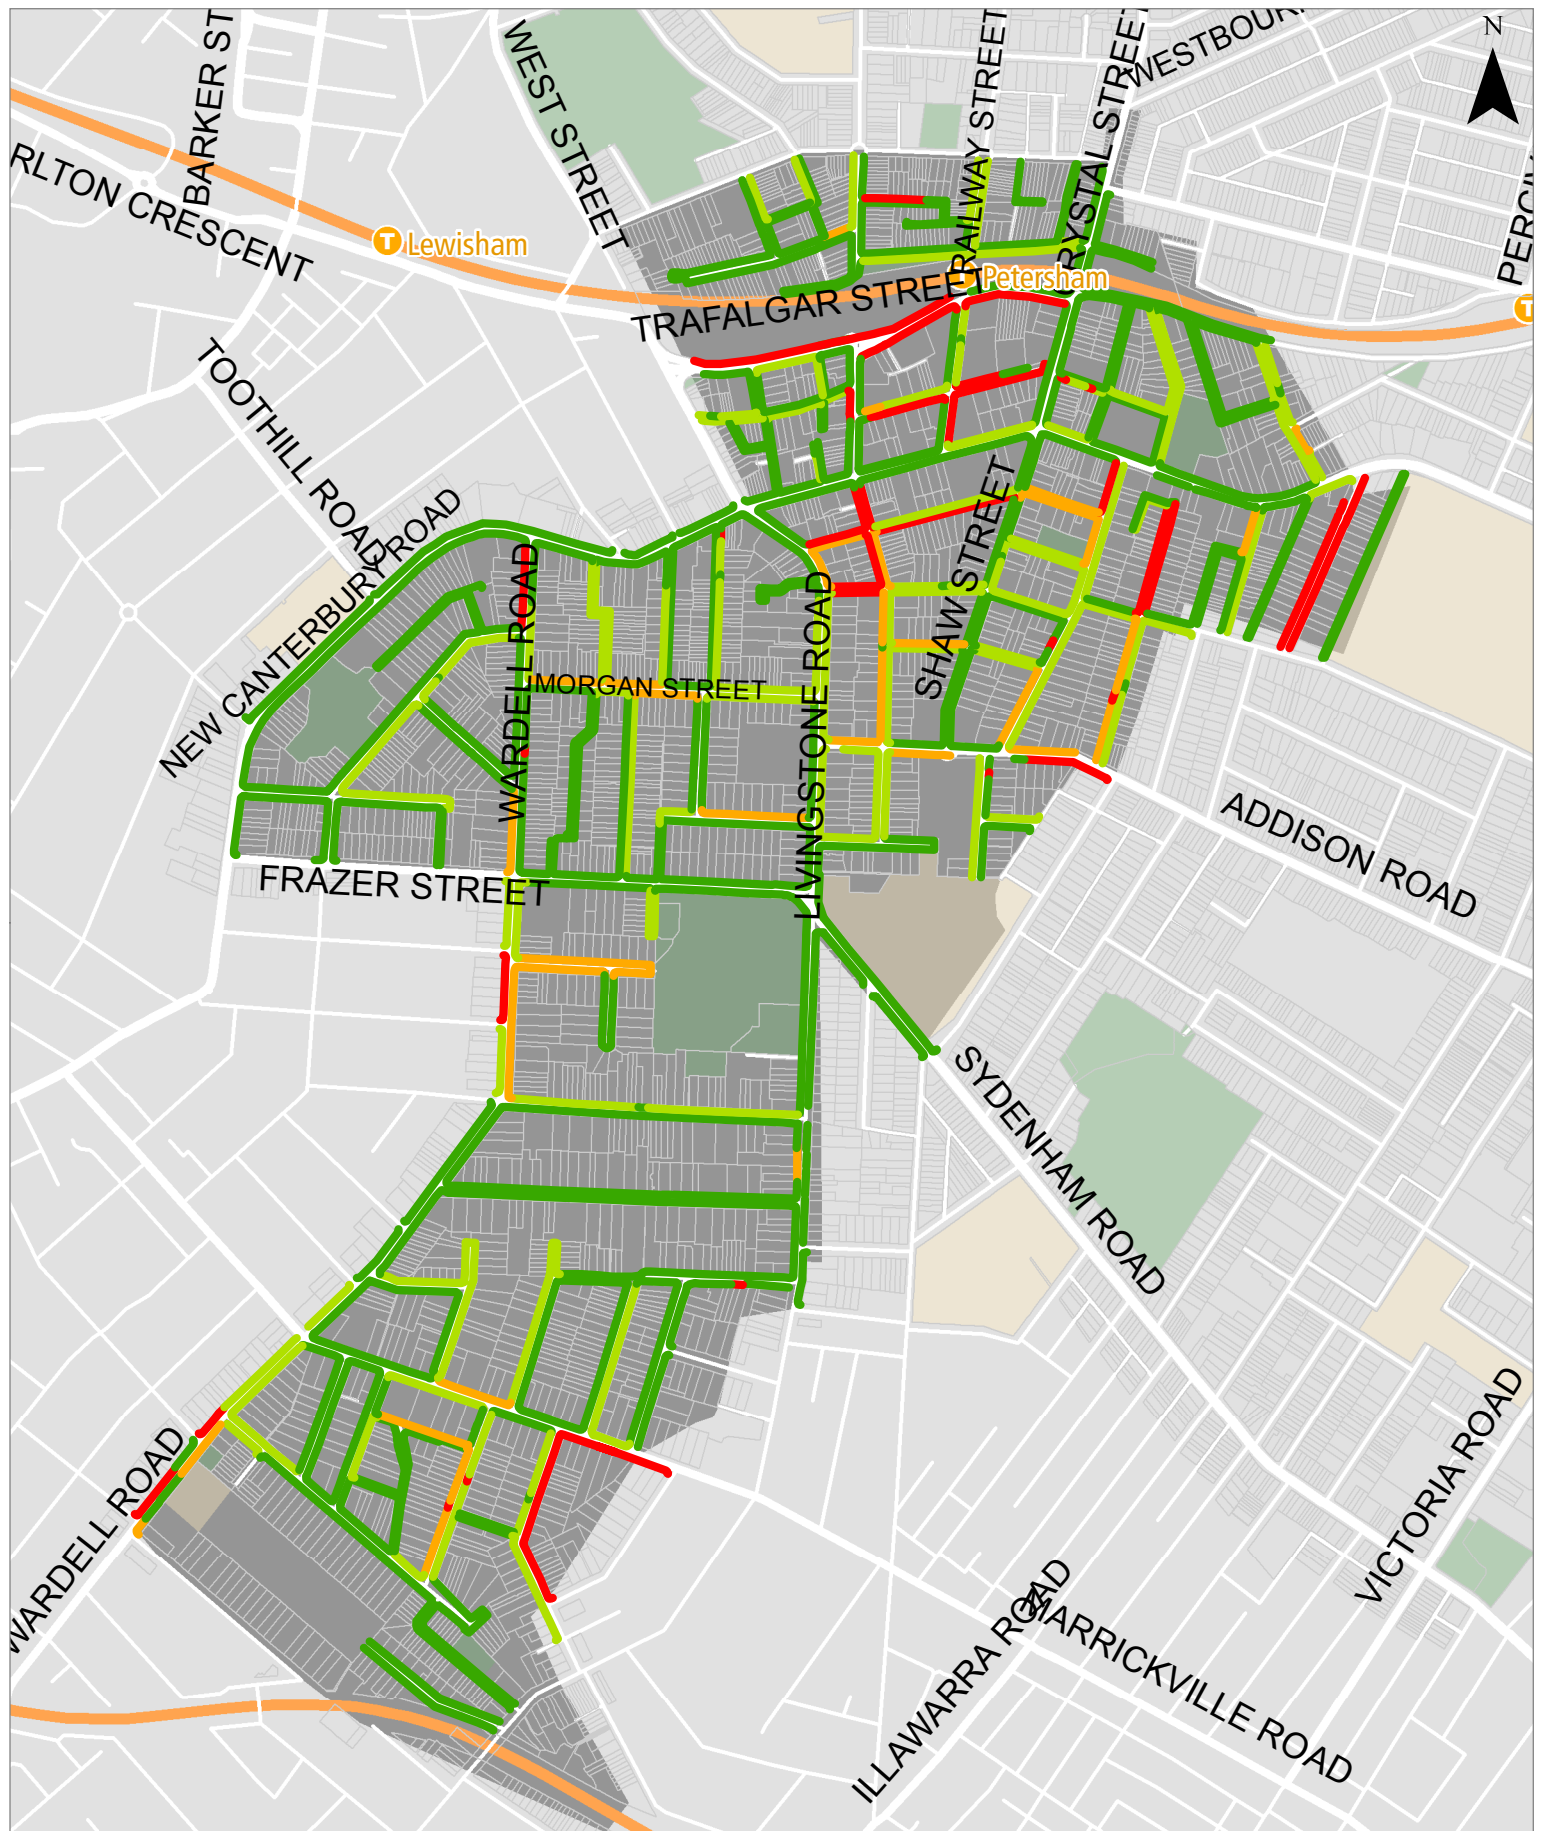 BARKER ST
WEST STREET
RAILWAY STREET
CRYSTAL STREET
WESTBOUR
N
RLTON CRESCENT
T Lewisham
PERCIV
TRAFALGAR STREET
Petersham
T
TOOTHILL ROAD
NEW CANTERBURY ROAD
WARDELL ROAD
SHAW STREET
LIVINGSTONE ROAD
MORGAN STREET
ADDISON ROAD
FRAZER STREET
SYDENHAM ROAD
VICTORIA ROAD
WARDELL ROAD
ILLAWARRA ROAD
MARRICKVILLE ROAD